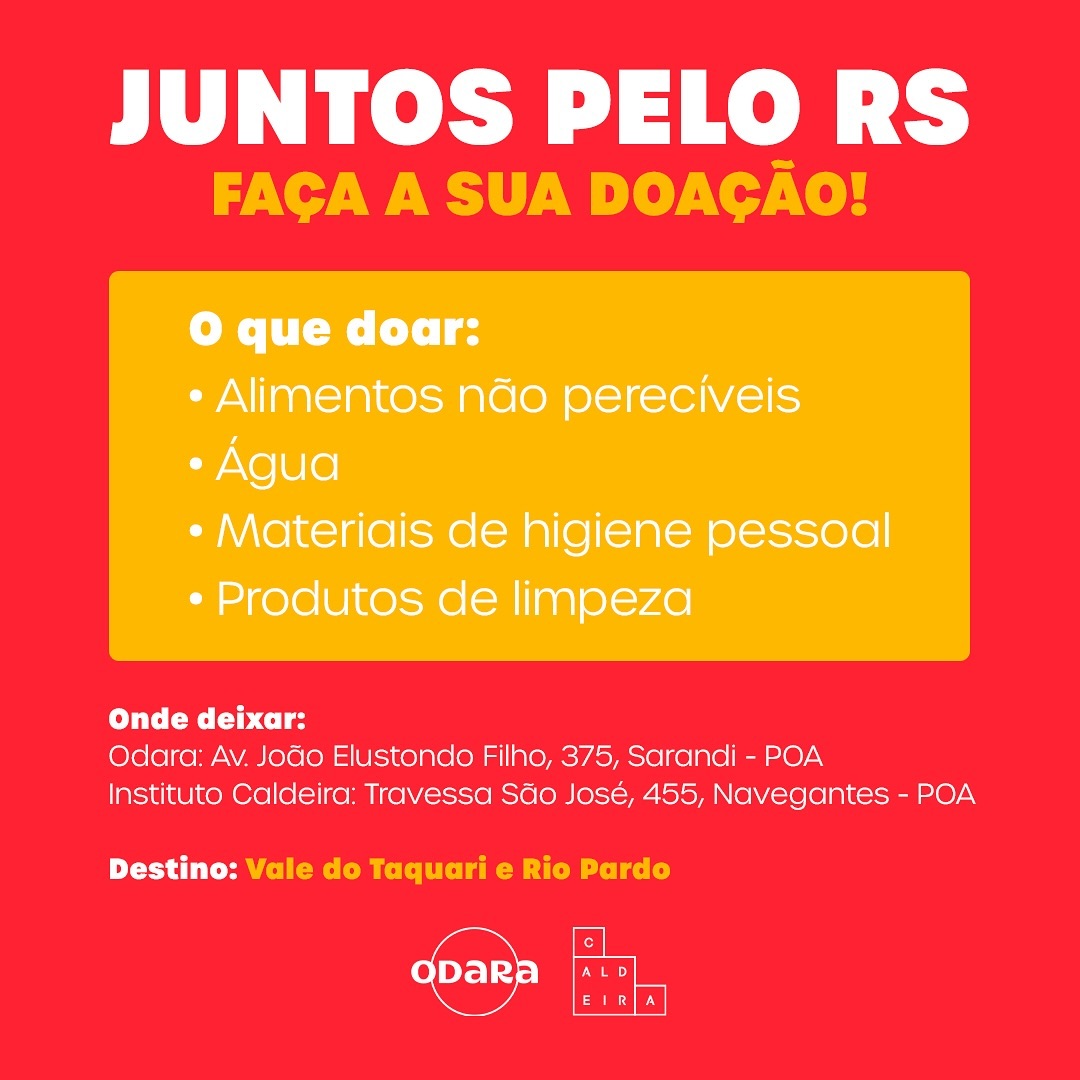 JUNTOS PELO RS
FAÇA A SUA DOAÇÃO!
O que doar:
• Alimentos não perecíveis
• Água
• Materiais de higiene pessoal
• Produtos de limpeza
Onde deixar:
Odara: Av. João Elustondo Filho, 375, Sarandi - POA
Instituto Caldeira: Travessa São José, 455, Navegantes - POA
Destino: Vale do Taquari e Rio Pardo
ODARA
C
ALD
EIRA